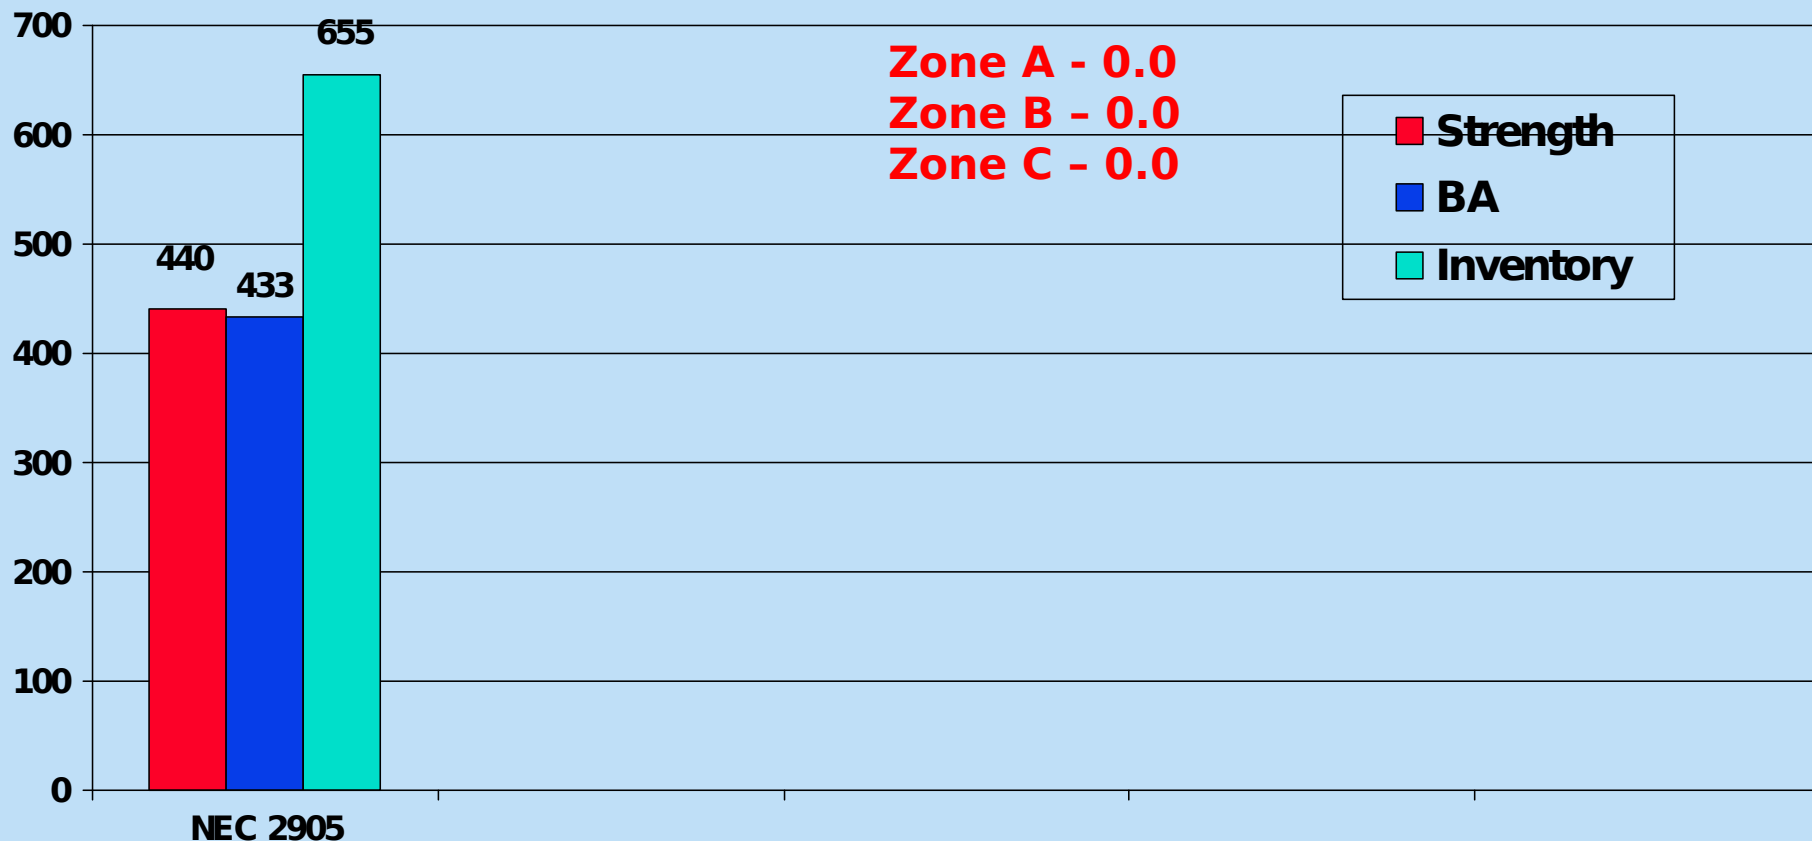 700
600
500
400
300
200
100
0
440
433
655
NEC 2905
Zone A - 0.0
Zone B – 0.0
Zone C – 0.0
Strength
BA
Inventory